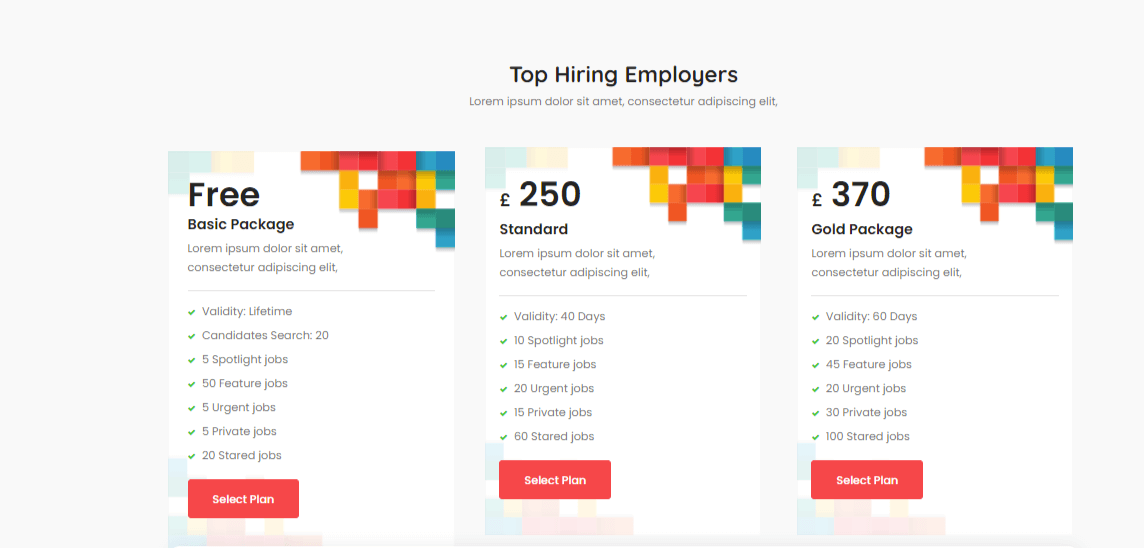 Top Hiring Employers
Lorem ipsum dolor sit amet, consectetur adipiscing elit,
Free
Basic Package
Lorem ipsum dolor sit amet,
consectetur adipiscing elit,
Validity: Lifetime
Candidates Search: 20
5 Spotlight jobs
50 Feature jobs
5 Urgent jobs
5 Private jobs
20 Stared jobs
Select Plan
£ 250
Standard
Lorem ipsum dolor sit amet,
consectetur adipiscing elit,
Validity: 40 Days
10 Spotlight jobs
15 Feature jobs
20 Urgent jobs
15 Private jobs
60 Stared jobs
Select Plan
£ 370
Gold Package
Lorem ipsum dolor sit amet,
consectetur adipiscing elit,
Validity: 60 Days
20 Spotlight jobs
45 Feature jobs
20 Urgent jobs
30 Private jobs
100 Stared jobs
Select Plan